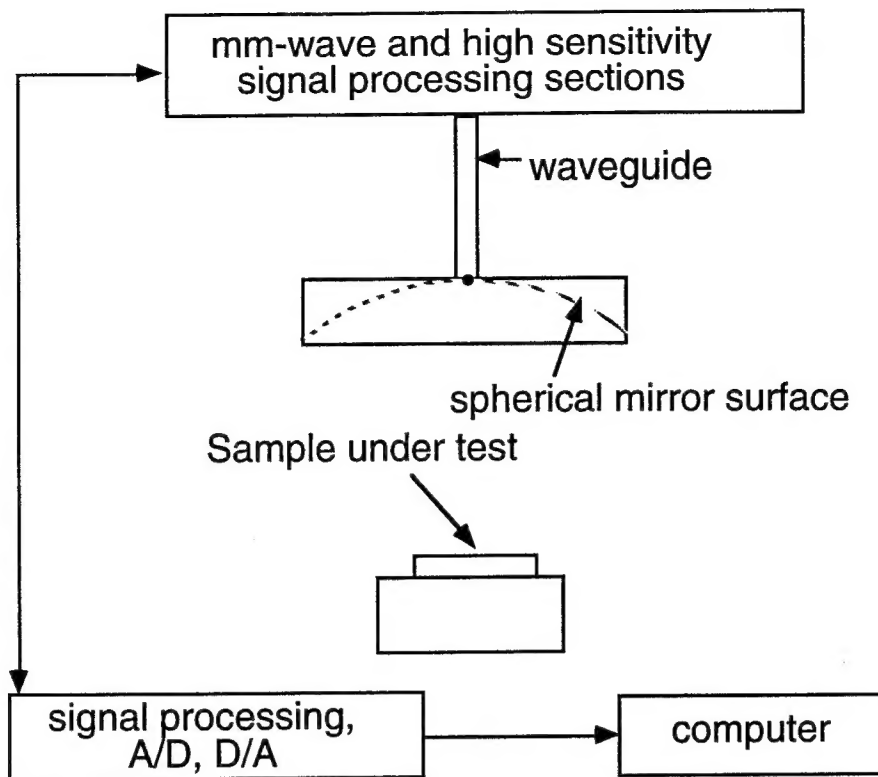 mm-wave and high sensitivity
signal processing sections
waveguide
spherical mirror surface
Sample under test
signal processing,
A/D, D/A
computer